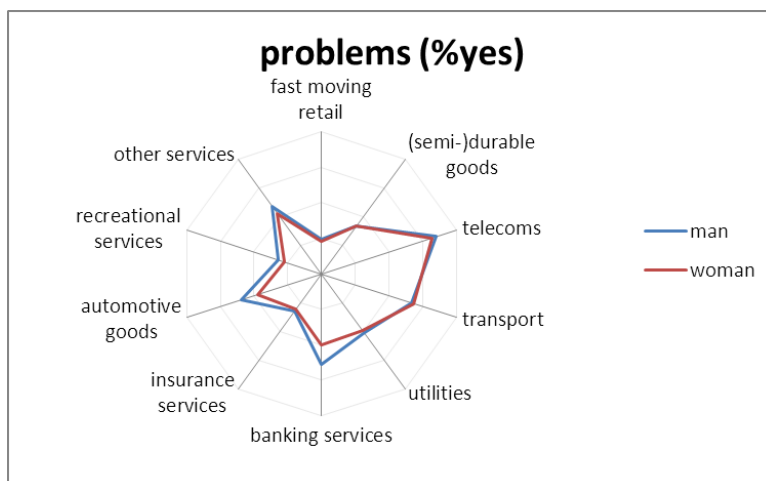 problems (%yes)
fast moving
retail
(semi-)durable
goods
telecoms
transport
utilities
banking services
insurance
services
automotive
goods
recreational
services
other services
man
woman